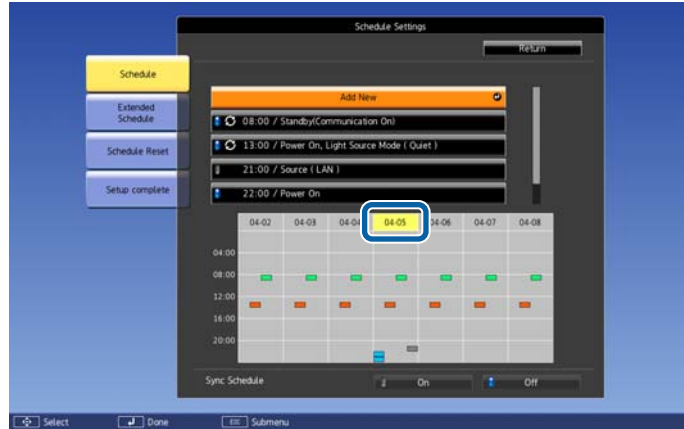 Schedule Settings
Return
Schedule
Extended
Schedule
Schedule Reset
Setup complete
Add New
08:00 / Standby(Communication On)
13:00 / Power On, Light Source Mode ( Quiet )
21:00 / Source ( LAN )
22:00 / Power On
04-02 04-03 04-04 04-05 04-06 04-07 04-08
04:00
08:00
12:00
16:00
20:00
Sync Schedule On Off
Select Done Esc Submenu